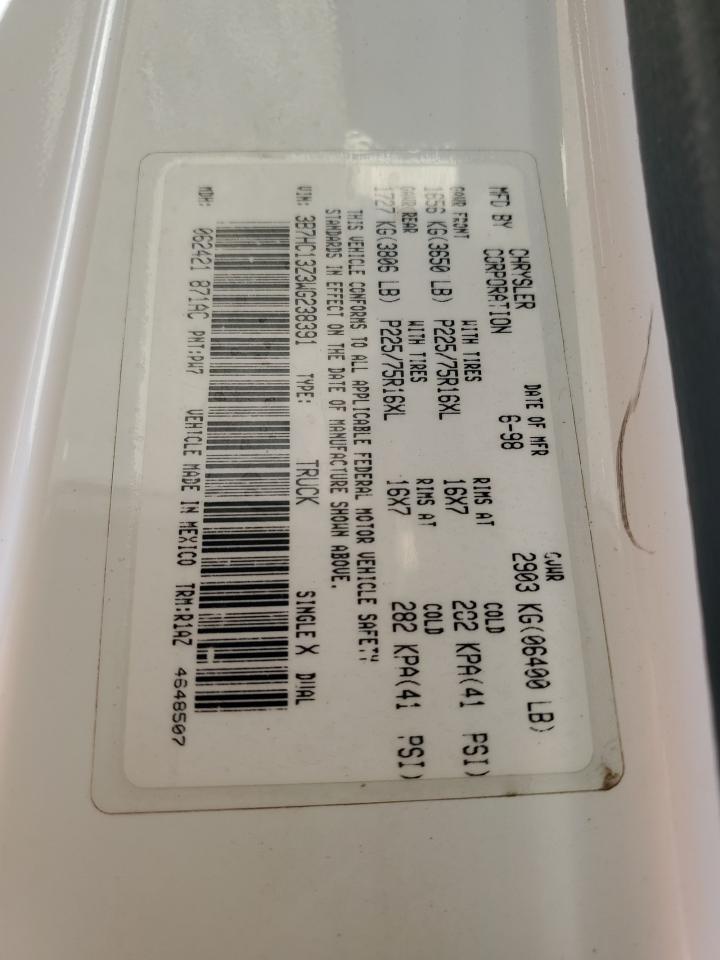 MFD BY CHRYSLER CORPORATION DATE OF MFR 6-98 GVWR 2903 KG(06400 LB)
GAWR FRONT WITH TIRES RIMS AT COLD
1656 KG(3650 LB) P225/75R16XL 16X7 282 KPA(41 PSI)
GAWR REAR WITH TIRES RIMS AT COLD
1727 KG(3806 LB) P225/75R16XL 16X7 282 KPA(41 PSI)
THIS VEHICLE CONFORMS TO ALL APPLICABLE FEDERAL MOTOR VEHICLE SAFETY
STANDARDS IN EFFECT ON THE DATE OF MANUFACTURE SHOWN ABOVE.
VIN: 3B7HC13Z3WG238391 TYPE: TRUCK SINGLE X DUAL
MDH: 062421 871AC PNT:PW7 VEHICLE MADE IN MEXICO TRM:R1AZ 4648507